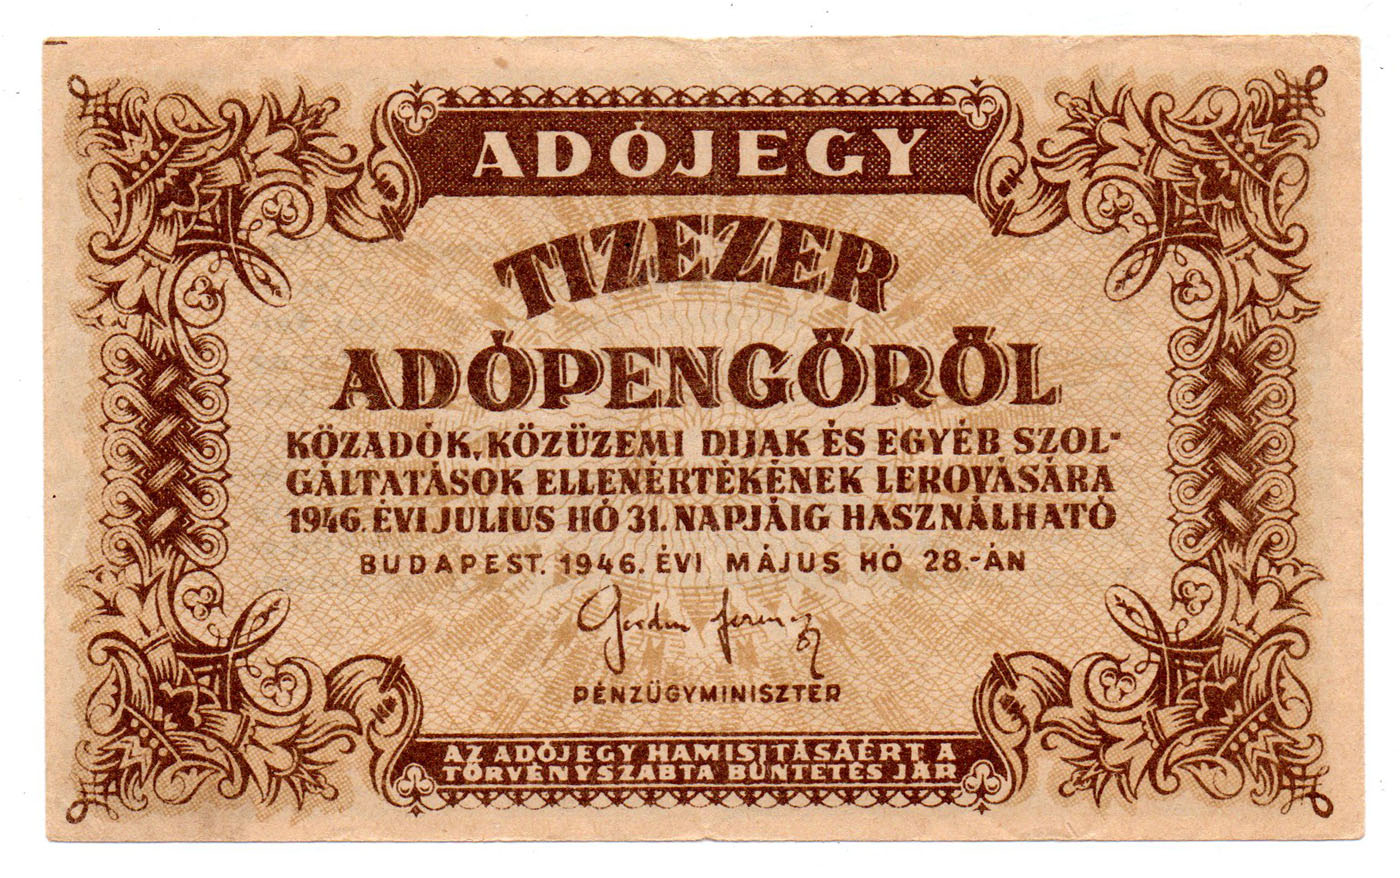 ADÓJEGY
TIZEZER
ADÓPENGŐRŐL
KÖZADÓK, KÖZÜZEMI DIJAK ÉS EGYÉB SZOL-
GÁLTATÁSOK ELLENÉRTÉKÉNEK LEROVÁSÁRA
1946. ÉVI JULIUS HÓ 31. NAPJÁIG HASZNÁLHATÓ
BUDAPEST. 1946. ÉVI MÁJUS HÓ 28.-ÁN
Gordon Ferenc
PÉNZÜGYMINISZTER
AZ ADÓJEGY HAMISITÁSÁÉRT A
TÖRVÉNYSZABTA BÜNTETÉS JÁR